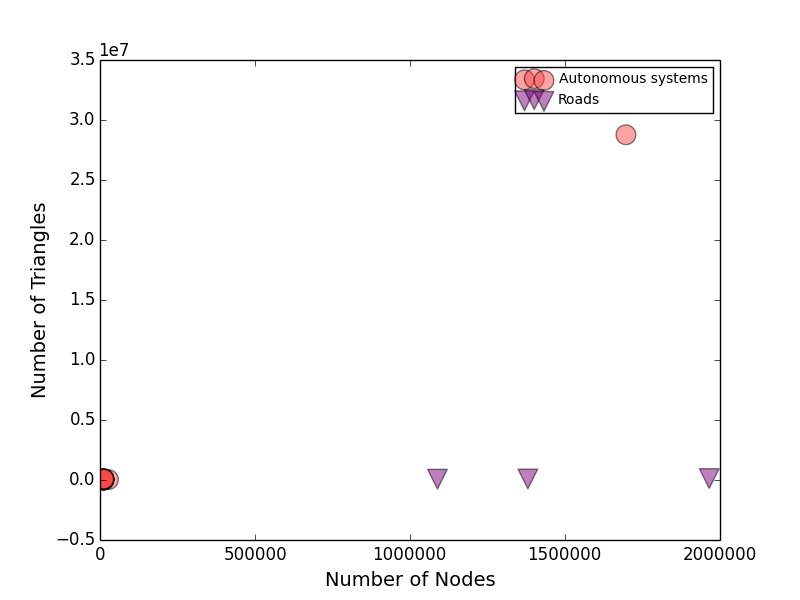 1e7
3.5
3.0
2.5
2.0
1.5
1.0
0.5
0.0
−0.5
0 500000 1000000 1500000 2000000
Number of Nodes
Number of Triangles
Autonomous systems
Roads